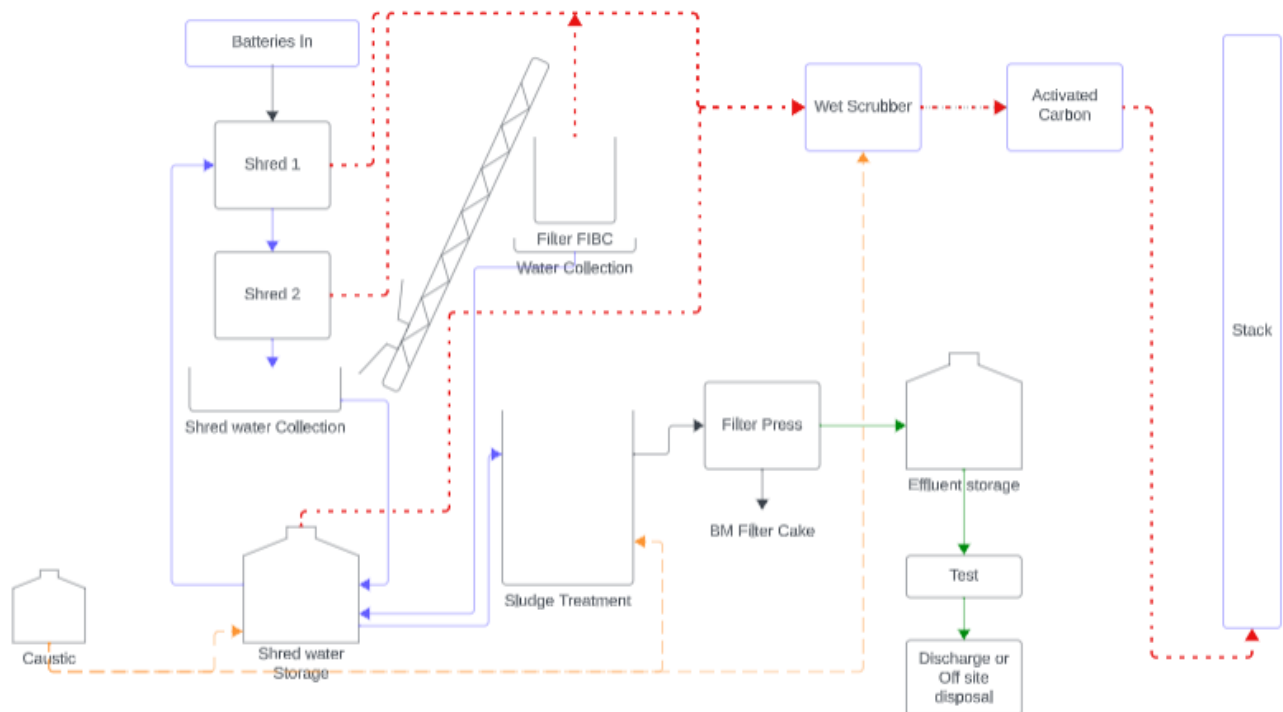 Batteries In
Shred 1
Shred 2
Shred water Collection
Filter FIBC
Water Collection
Wet Scrubber
Activated
Carbon
Stack
Filter Press
BM Filter Cake
Effluent storage
Sludge Treatment
Test
Discharge or
Off site
disposal
Caustic
Shred water
Storage